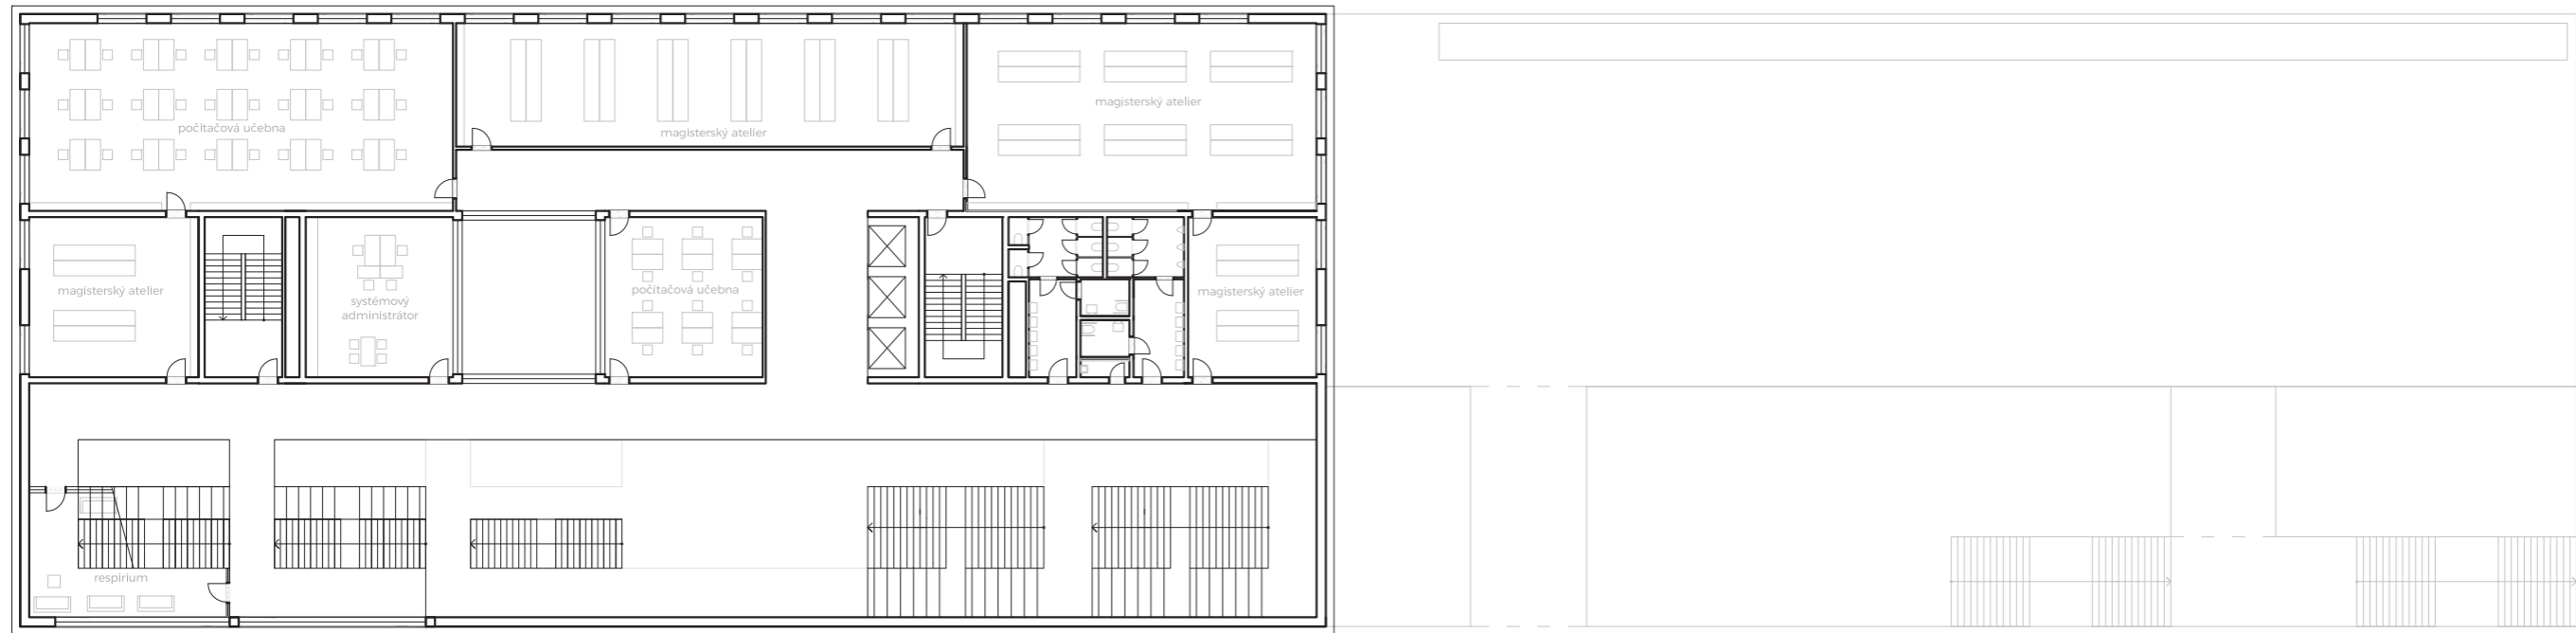 magisterský atelier
počítačová učebna
magisterský atelier
magisterský atelier
systémový
administrátor
počítačová učebna
magisterský atelier
respirium